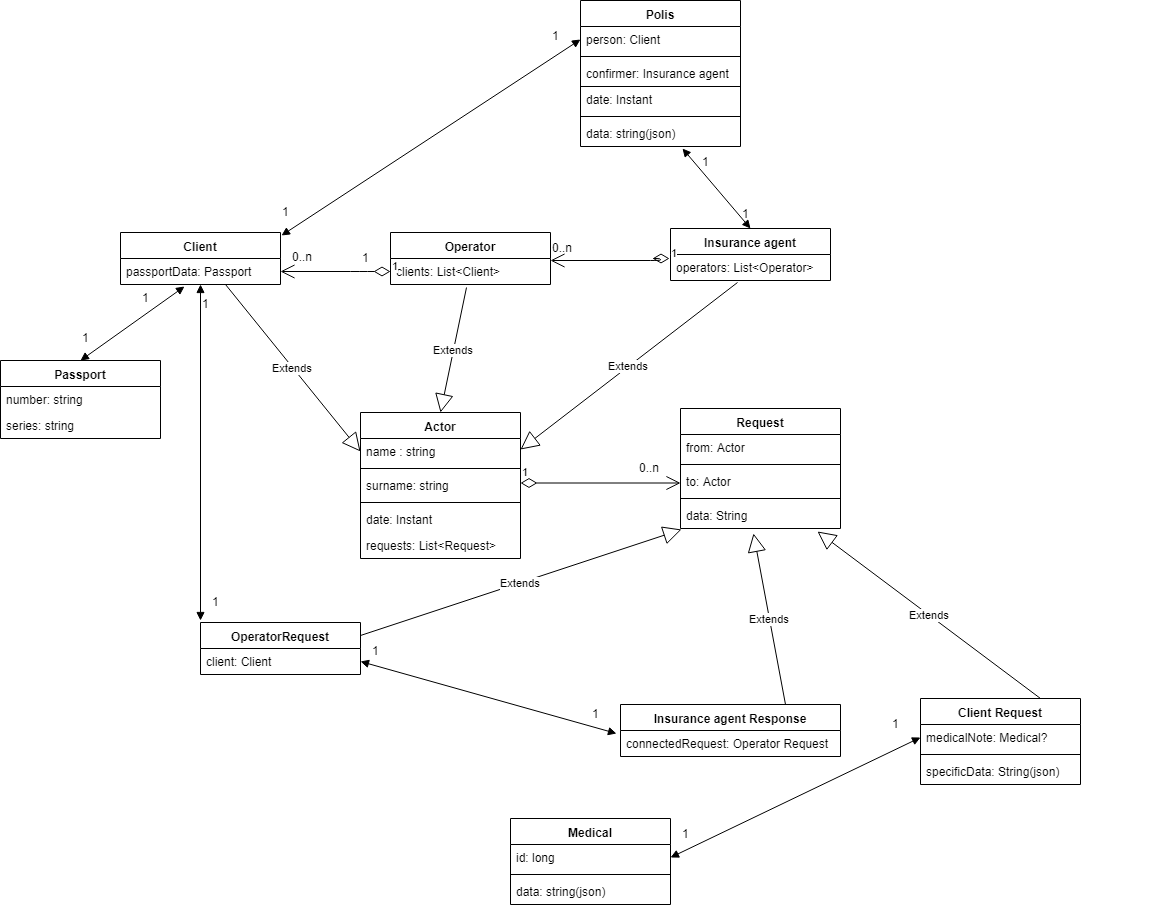 Polis
person: Client
confirmer: Insurance agent
date: Instant
data: string(json)
1
1
1
1
Client
passportData: Passport
0..n
1
Operator
1
clients: List<Client>
0..n
1
Insurance agent
operators: List<Operator>
1
1
1
Passport
number: string
series: string
Extends
Extends
Extends
Actor
name : string
surname: string
date: Instant
requests: List<Request>
1
0..n
Request
from: Actor
to: Actor
data: String
Extends
Extends
Extends
1
OperatorRequest
client: Client
1
1
Insurance agent Response
connectedRequest: Operator Request
Client Request
medicalNote: Medical?
specificData: String(json)
1
1
Medical
id: long
data: string(json)